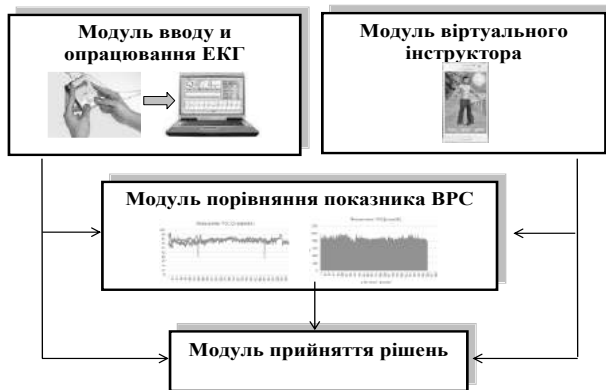 Модуль вводу и
опрацювання ЕКГ
Модуль віртуального
інструктора
Модуль порівняння показника ВРС
Модуль прийняття рішень